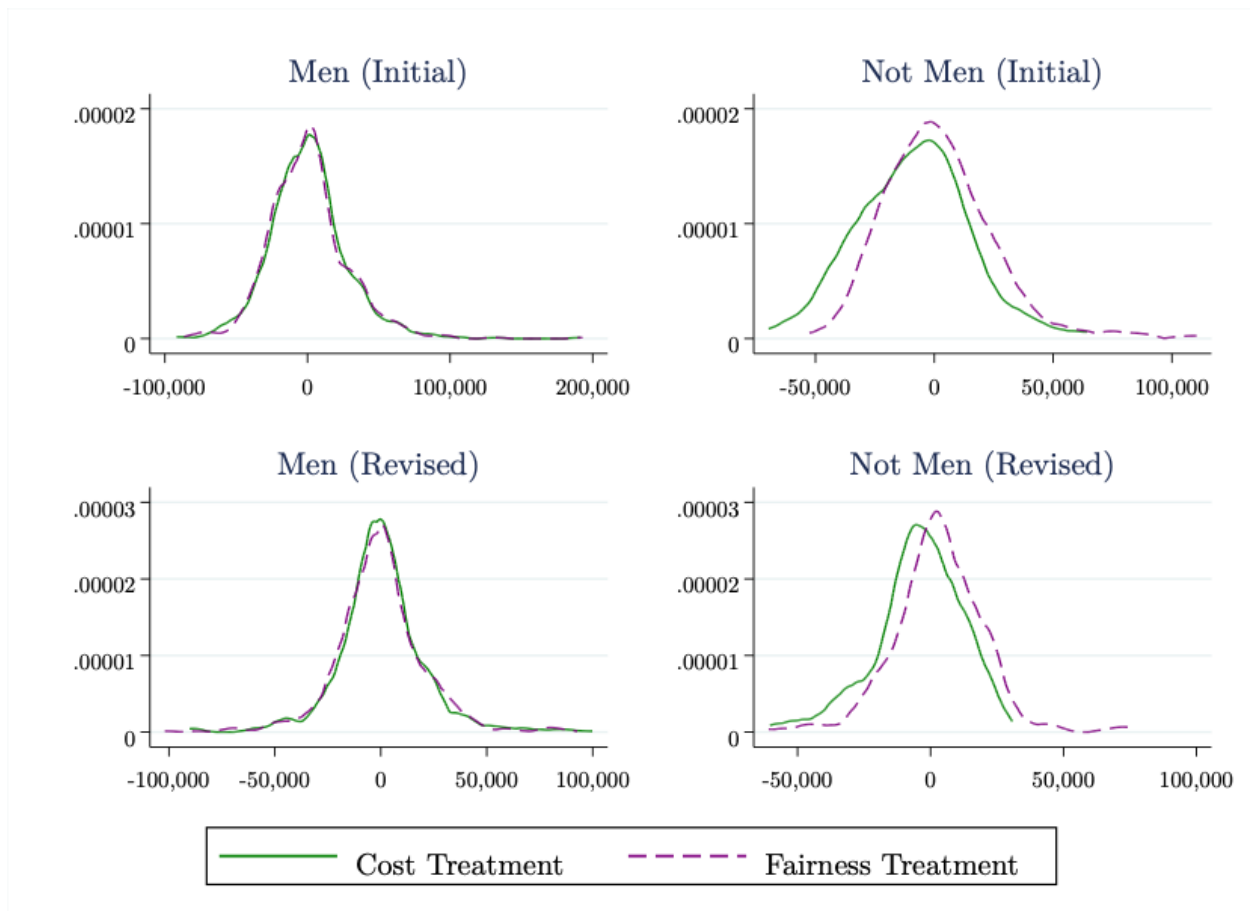 Men (Initial)
Not Men (Initial)
.00002
.00001
0
-100,000 0 100,000 200,000
.00002
.00001
0
-50,000 0 50,000 100,000
Men (Revised)
Not Men (Revised)
.00003
.00002
.00001
0
-100,000 -50,000 0 50,000 100,000
.00003
.00002
.00001
0
-50,000 0 50,000 100,000
Cost Treatment Fairness Treatment